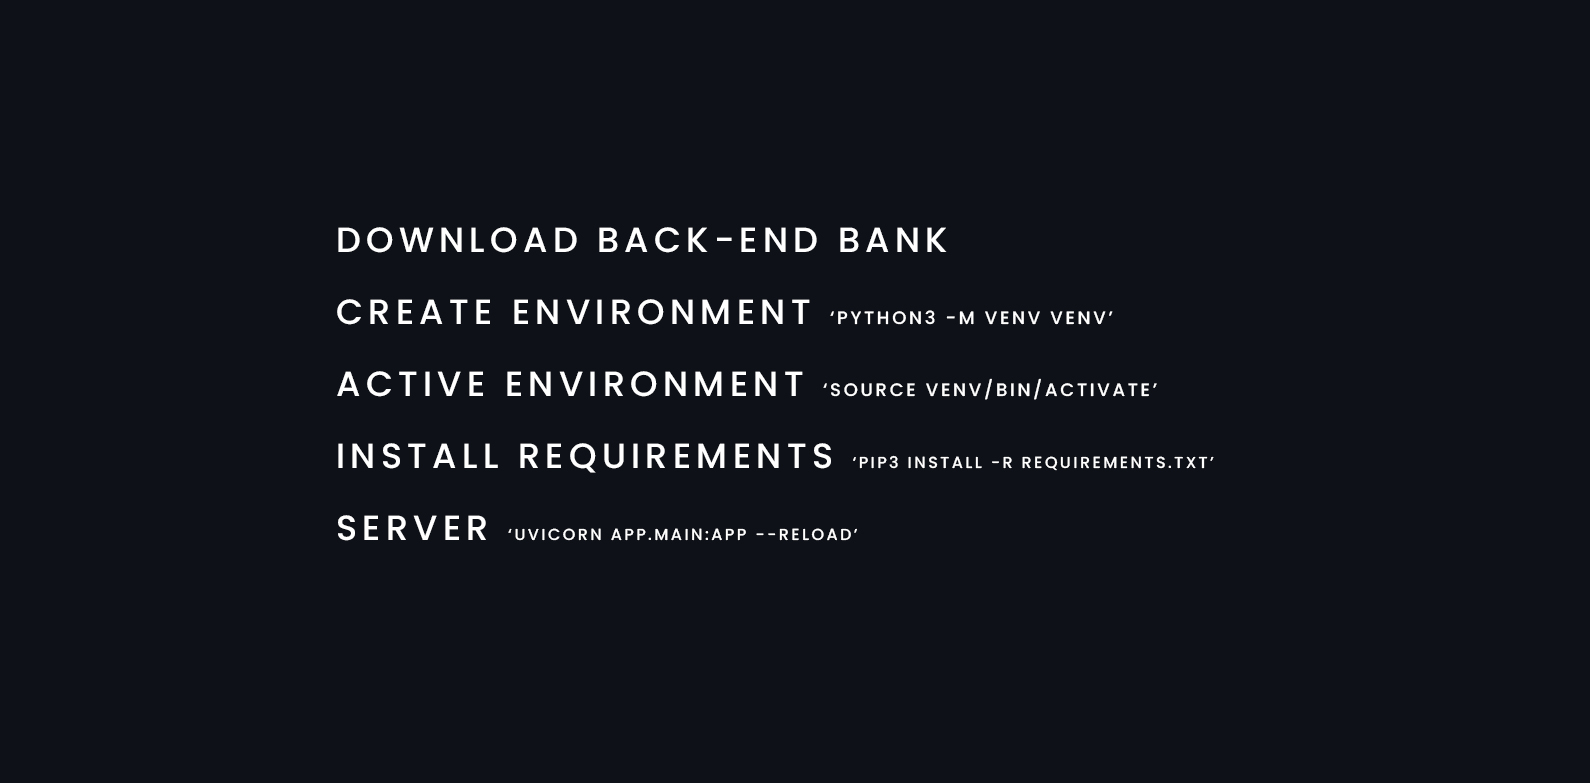 DOWNLOAD BACK-END BANK
CREATE ENVIRONMENT ‘PYTHON3 -M VENV VENV’
ACTIVE ENVIRONMENT ‘SOURCE VENV/BIN/ACTIVATE’
INSTALL REQUIREMENTS ‘PIP3 INSTALL -R REQUIREMENTS.TXT’
SERVER ‘UVICORN APP.MAIN:APP --RELOAD’